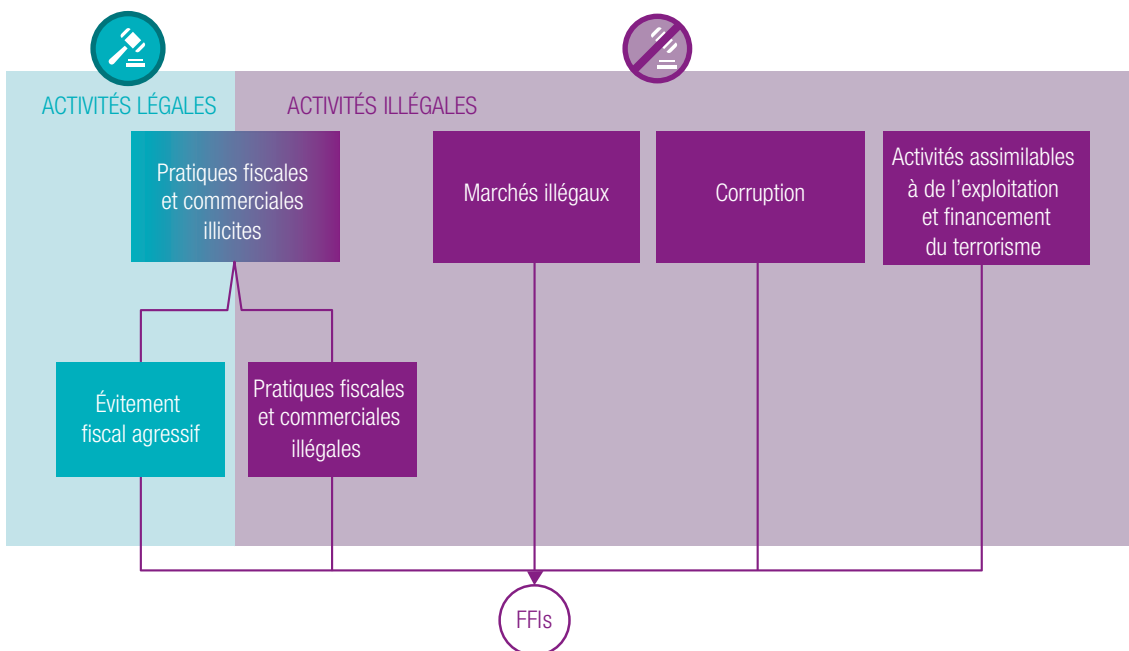 ACTIVITÉS LÉGALES
ACTIVITÉS ILLÉGALES
Pratiques fiscales
et commerciales
illicites
Marchés illégaux
Corruption
Activités assimilables
à de l’exploitation
et financement
du terrorisme
Évitement
fiscal agressif
Pratiques fiscales
et commerciales
illégales
FFIs